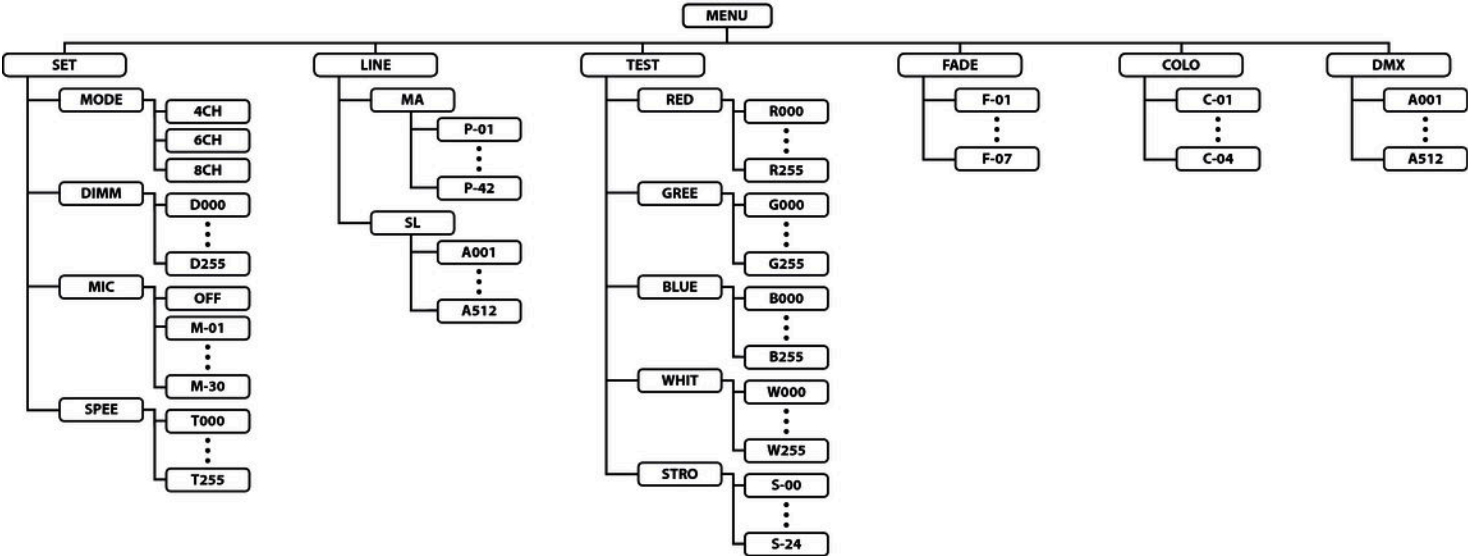 MENU
SET
MODE
4CH
6CH
8CH
DIMM
D000
D255
MIC
OFF
M-01
M-30
SPEE
T000
T255
LINE
MA
P-01
P-42
SL
A001
A512
TEST
RED
R000
R255
GREE
G000
G255
BLUE
B000
B255
WHIT
W000
W255
STRO
S-00
S-24
FADE
F-01
F-07
COLO
C-01
C-04
DMX
A001
A512